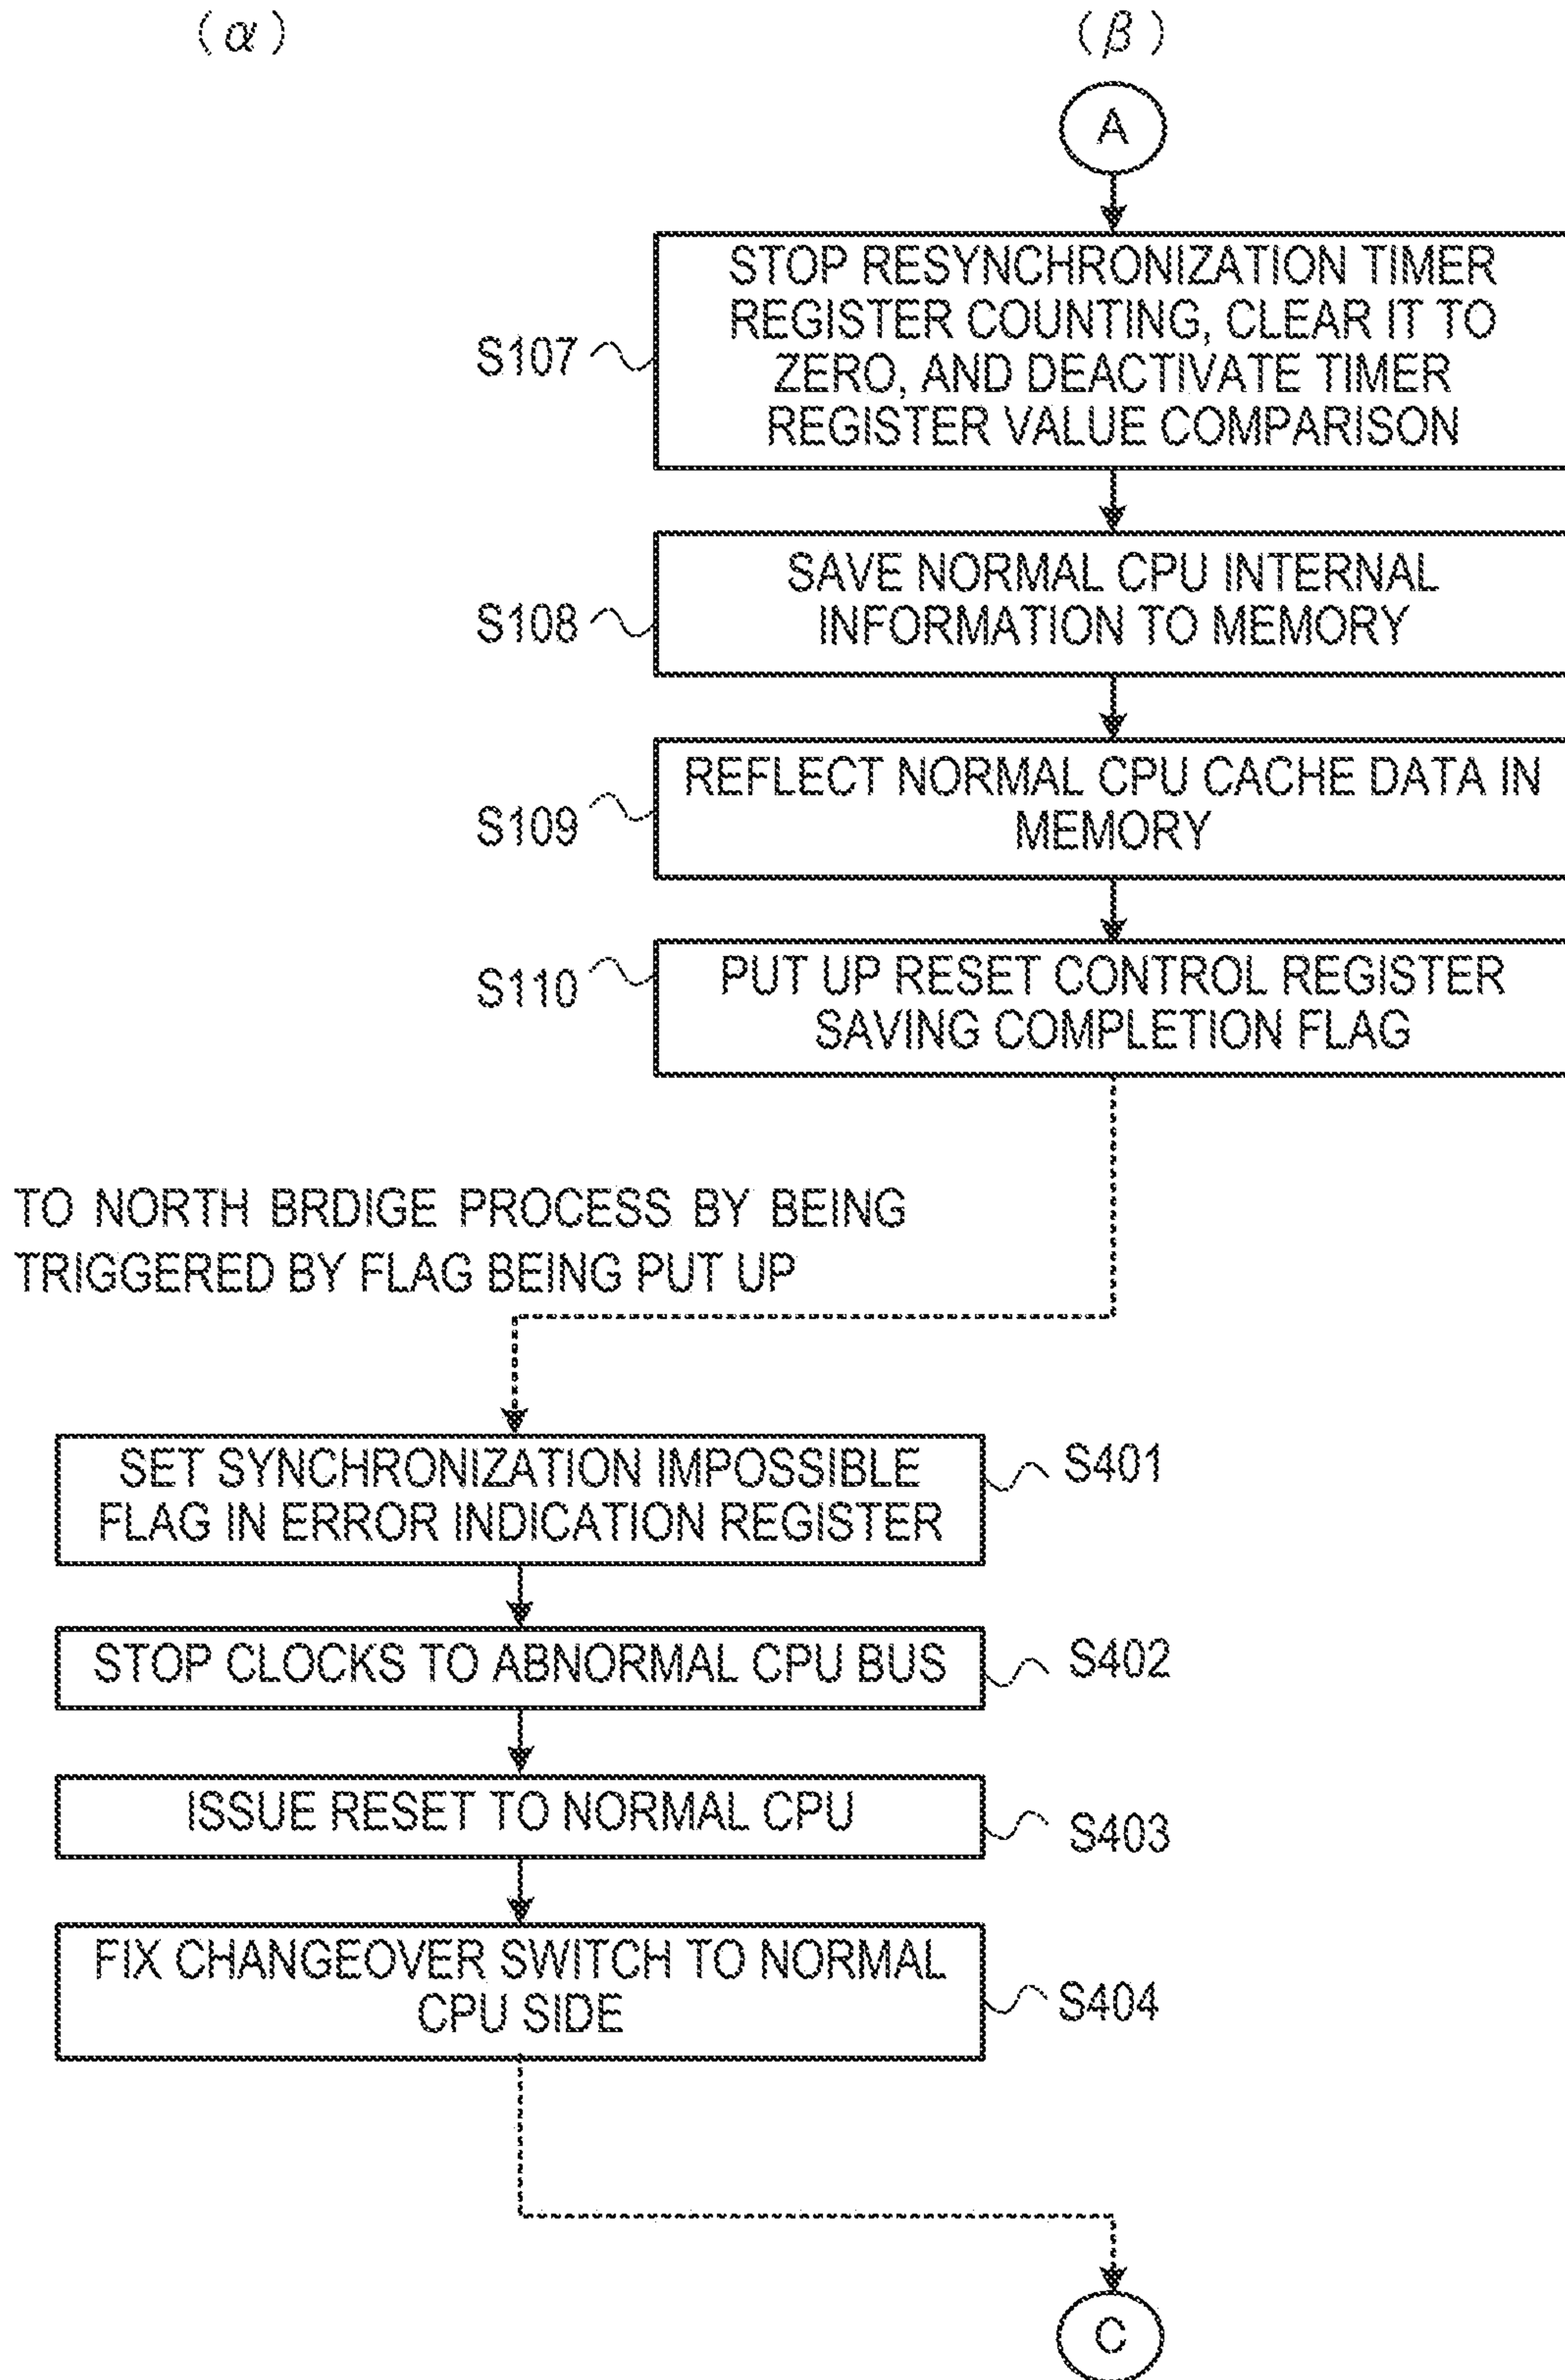 (α)
(β)
A
STOP RESYNCHRONIZATION TIMER
REGISTER COUNTING, CLEAR IT TO
ZERO, AND DEACTIVATE TIMER
REGISTER VALUE COMPARISON
S107
SAVE NORMAL CPU INTERNAL
INFORMATION TO MEMORY
S108
REFLECT NORMAL CPU CACHE DATA IN
MEMORY
S109
PUT UP RESET CONTROL REGISTER
SAVING COMPLETION FLAG
S110
TO NORTH BRDIGE PROCESS BY BEING
TRIGGERED BY FLAG BEING PUT UP
SET SYNCHRONIZATION IMPOSSIBLE
FLAG IN ERROR INDICATION REGISTER
S401
STOP CLOCKS TO ABNORMAL CPU BUS
S402
ISSUE RESET TO NORMAL CPU
S403
FIX CHANGEOVER SWITCH TO NORMAL
CPU SIDE
S404
C